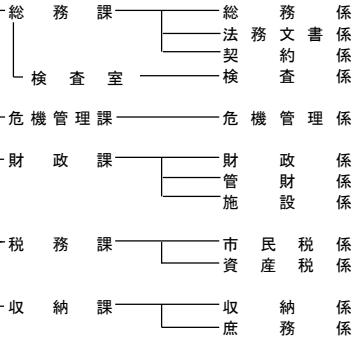 総務課 総務係
法務文書係
契約係
検査室 検査係
危機管理課 危機管理係
財政課 財政係
管財係
施設係
税務課 市民税係
資産税係
収納課 収納係
庶務係